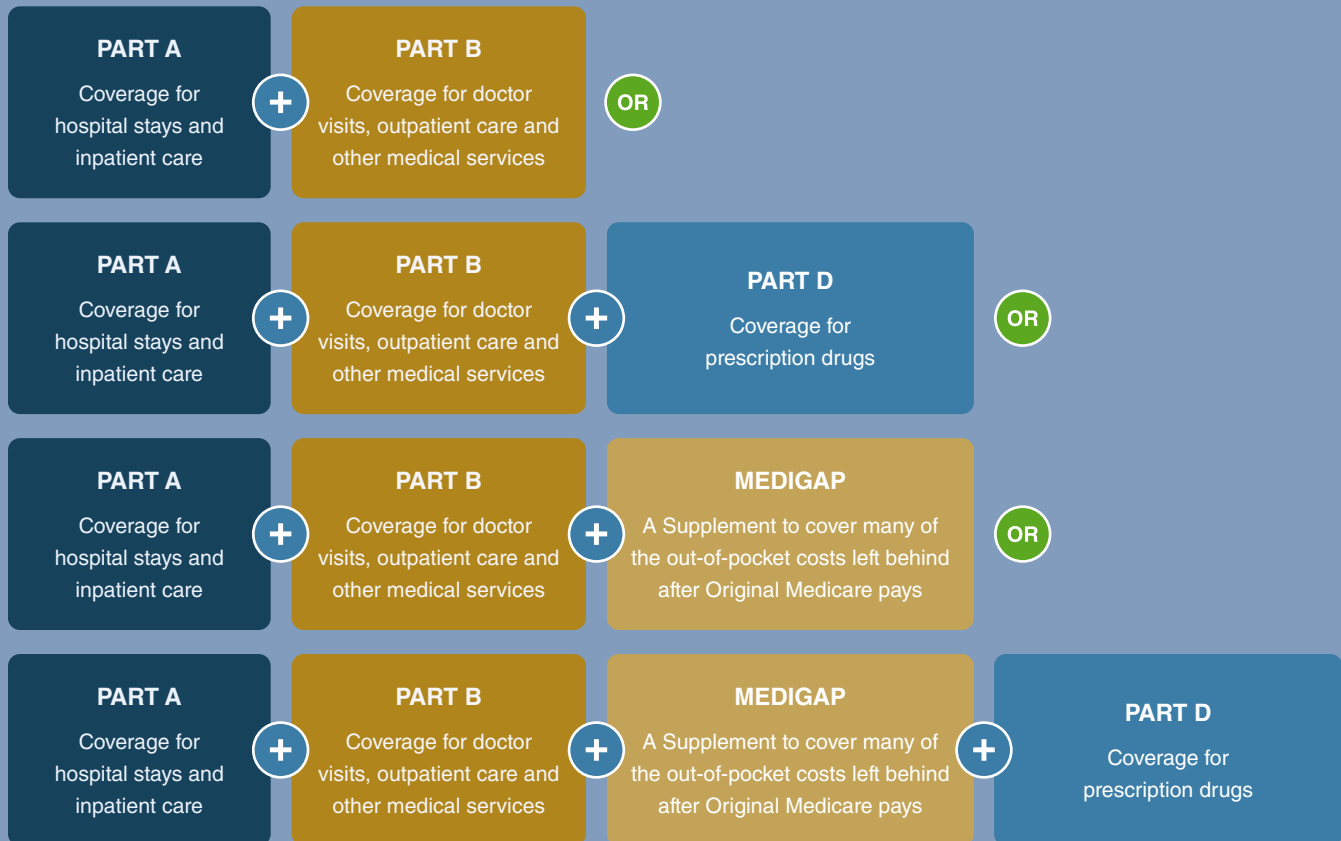 PART A
Coverage for
hospital stays and
inpatient care
+
PART B
Coverage for doctor
visits, outpatient care and
other medical services
OR
PART A
Coverage for
hospital stays and
inpatient care
+
PART B
Coverage for doctor
visits, outpatient care and
other medical services
+
PART D
Coverage for
prescription drugs
OR
PART A
Coverage for
hospital stays and
inpatient care
+
PART B
Coverage for doctor
visits, outpatient care and
other medical services
+
MEDIGAP
A Supplement to cover many of
the out-of-pocket costs left behind
after Original Medicare pays
OR
PART A
Coverage for
hospital stays and
inpatient care
+
PART B
Coverage for doctor
visits, outpatient care and
other medical services
+
MEDIGAP
A Supplement to cover many of
the out-of-pocket costs left behind
after Original Medicare pays
+
PART D
Coverage for
prescription drugs